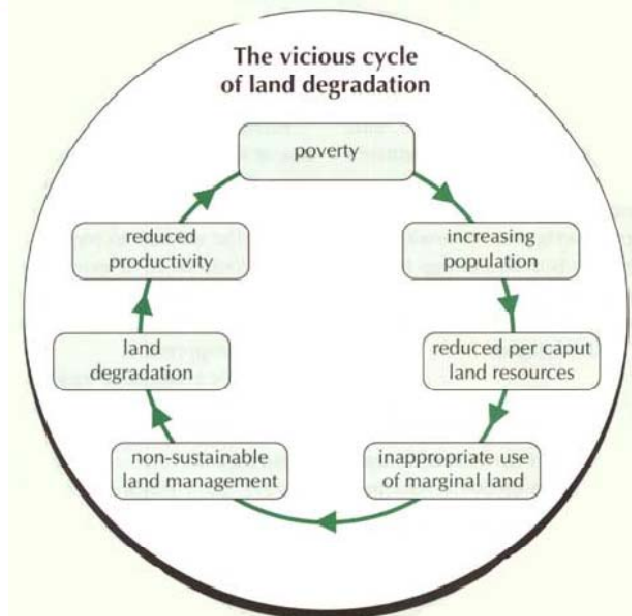 The vicious cycle
of land degradation
poverty
increasing
population
reduced per caput
land resources
inappropriate use
of marginal land
non-sustainable
land management
land
degradation
reduced
productivity